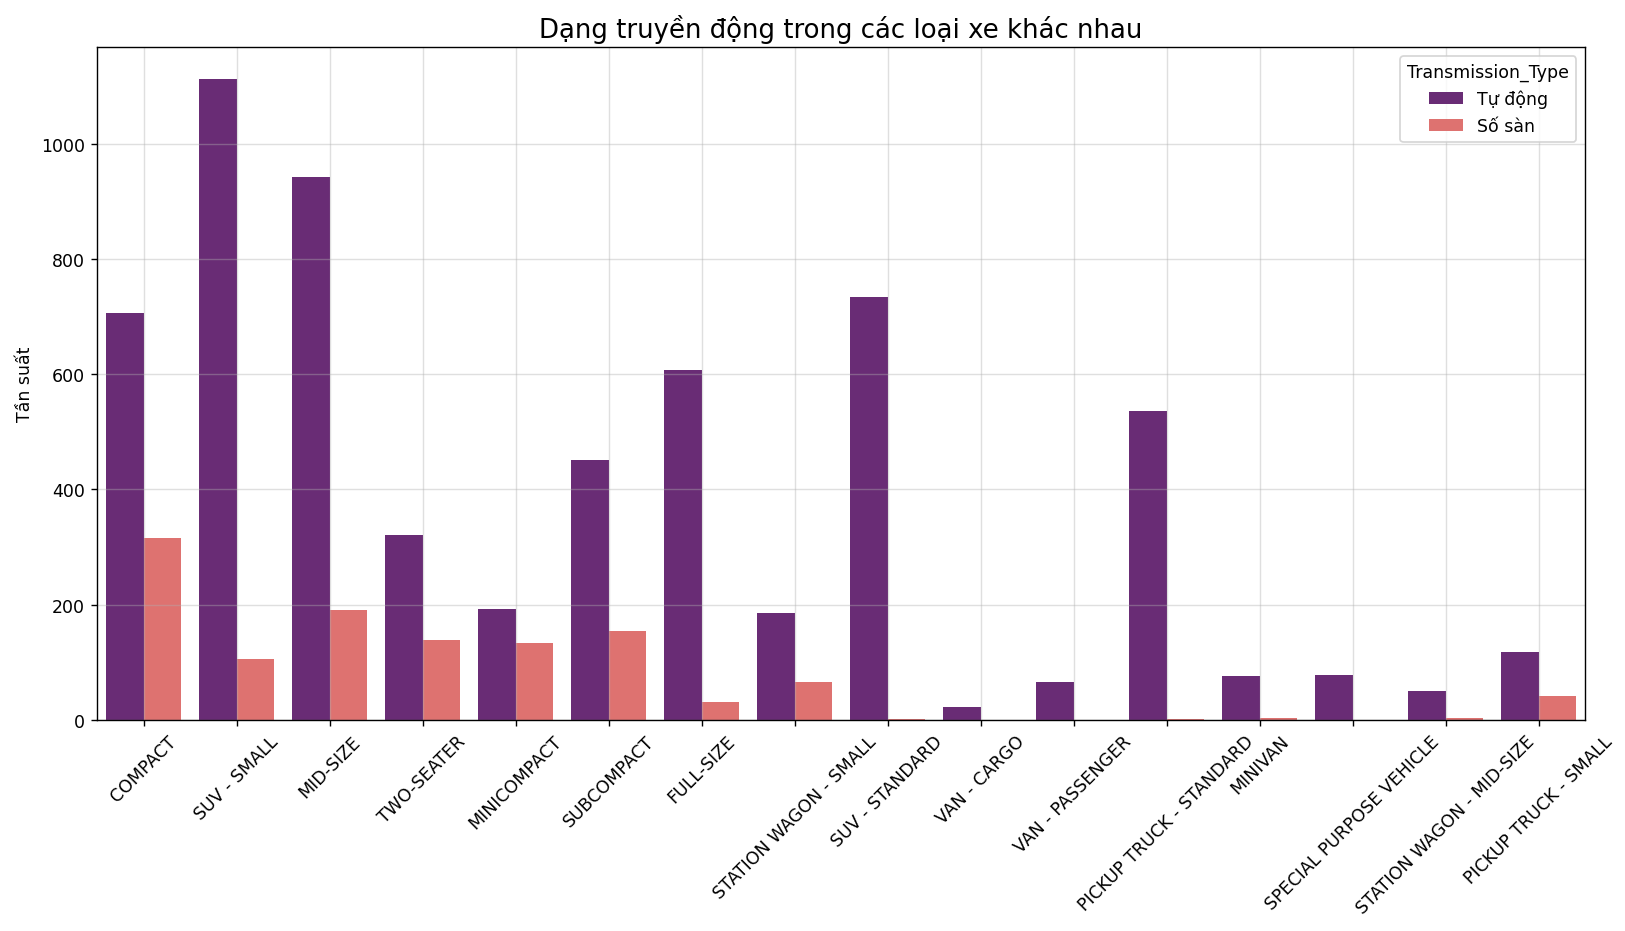 Dạng truyền động trong các loại xe khác nhau
Transmission_Type
Tự động
Số sàn
Tần suất
1000
800
600
400
200
0
COMPACT
SUV - SMALL
MID-SIZE
TWO-SEATER
MINICOMPACT
SUBCOMPACT
FULL-SIZE
STATION WAGON - SMALL
SUV - STANDARD
VAN - CARGO
VAN - PASSENGER
PICKUP TRUCK - STANDARD
MINIVAN
SPECIAL PURPOSE VEHICLE
STATION WAGON - MID-SIZE
PICKUP TRUCK - SMALL